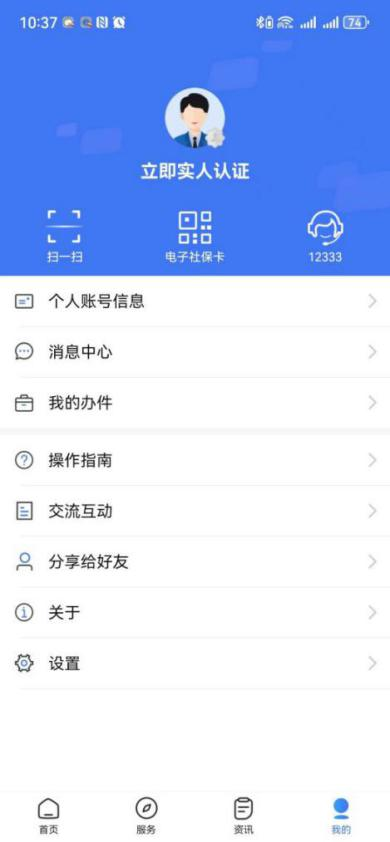 10:37
74
立即实人认证
扫一扫
电子社保卡
12333
个人账号信息
消息中心
我的办件
操作指南
交流互动
分享给好友
关于
设置
首页
服务
资讯
我的